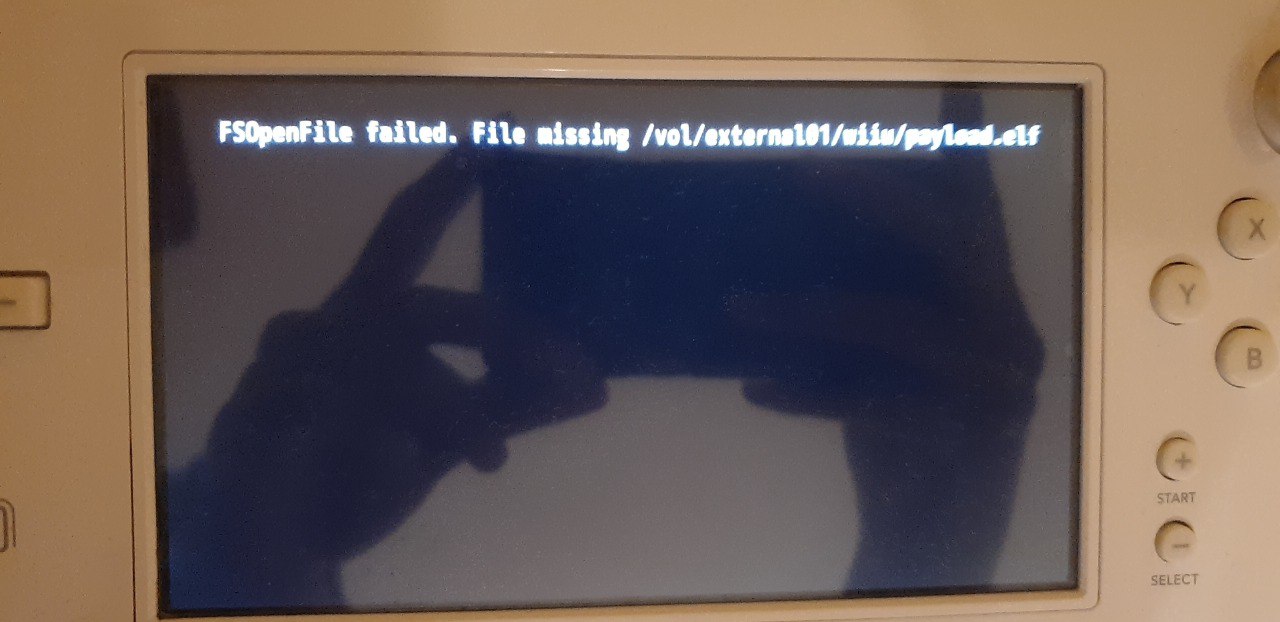 FSOpenFile failed. File missing /vol/external01/wiiu/payload.elf
X
Y
B
+
START
-
SELECT